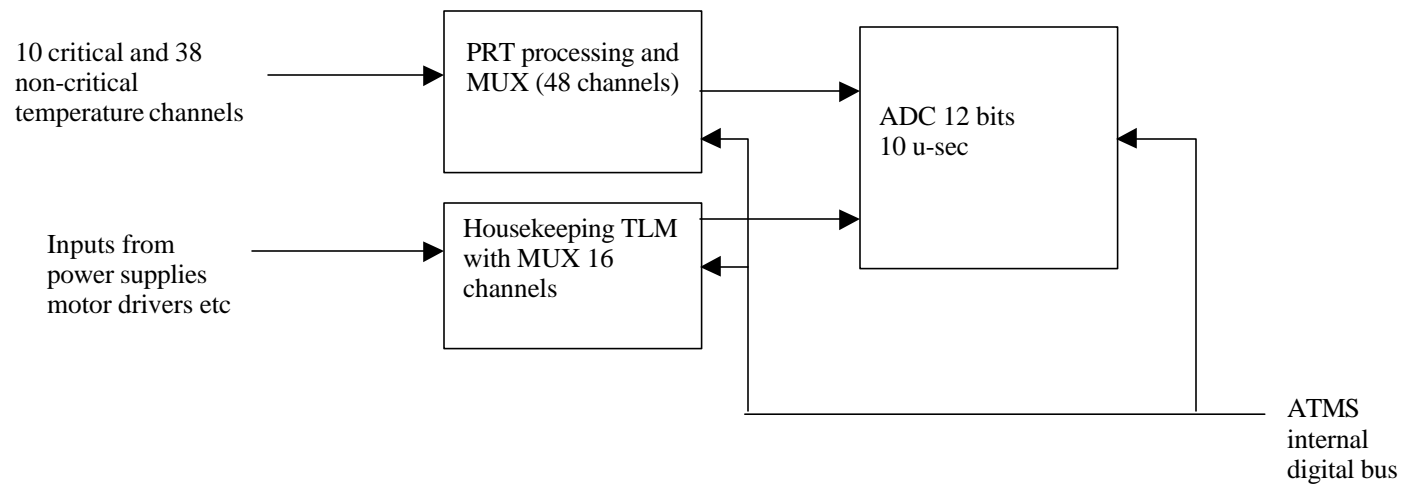 10 critical and 38
non-critical
temperature channels
PRT processing and
MUX (48 channels)
ADC 12 bits
10 u-sec
Inputs from
power supplies
motor drivers etc
Housekeeping TLM
with MUX 16
channels
ATMS
internal
digital bus